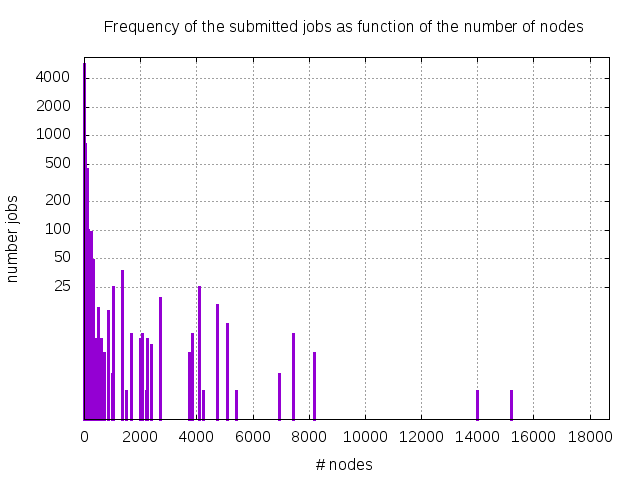 Frequency of the submitted jobs as function of the number of nodes
4000
2000
1000
500
200
100
50
25
number jobs
0 2000 4000 6000 8000 10000 12000 14000 16000 18000
# nodes